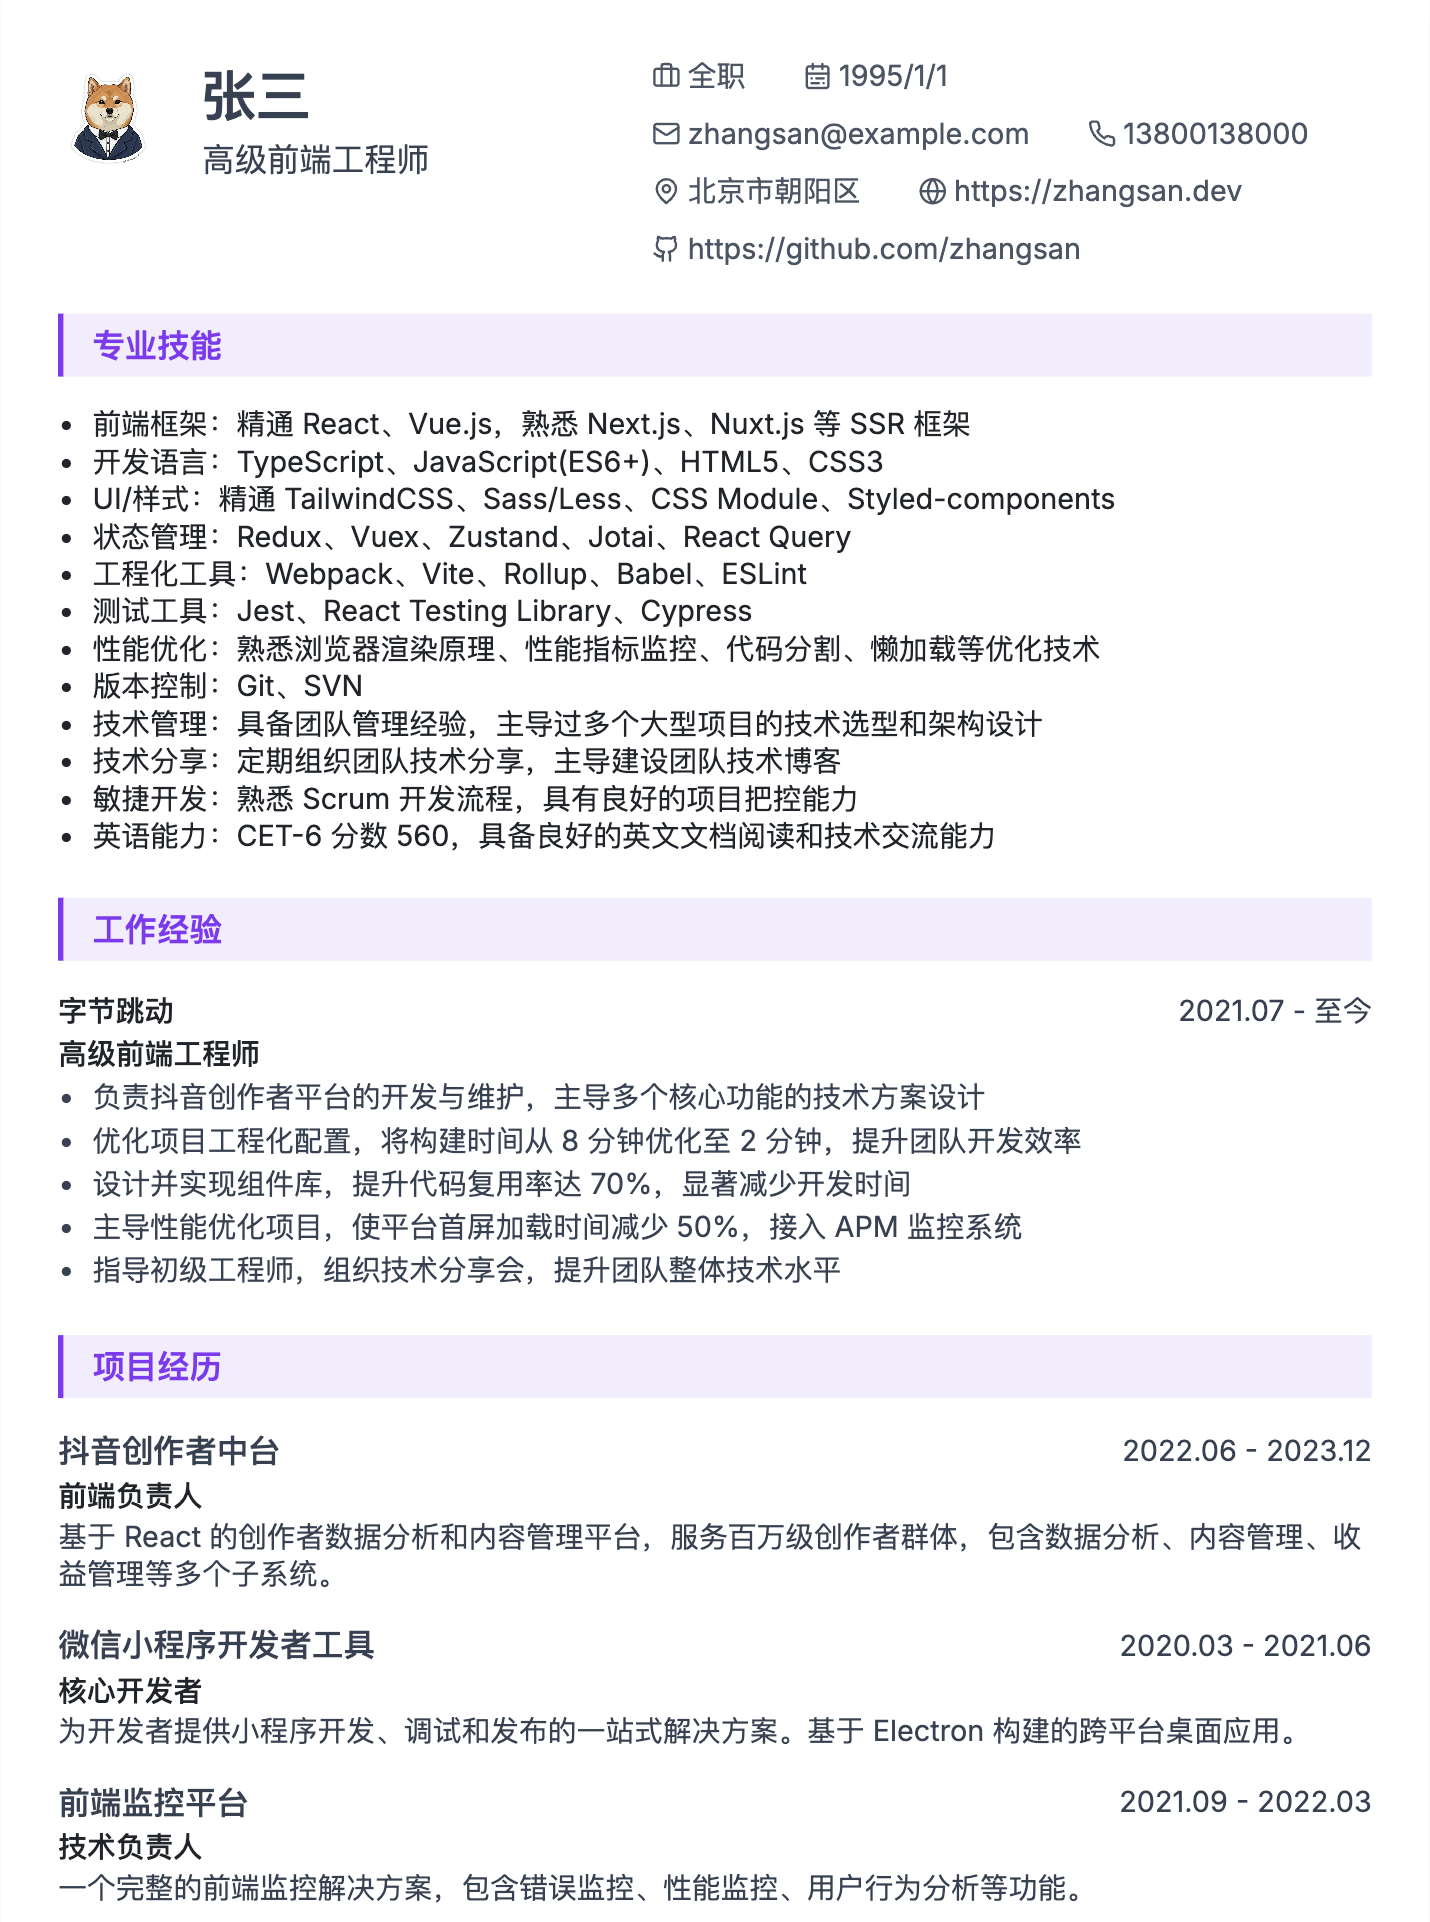 张三
高级前端工程师
全职 1995/1/1
zhangsan@example.com 13800138000
北京市朝阳区 https://zhangsan.dev
https://github.com/zhangsan
专业技能
• 前端框架：精通 React、Vue.js，熟悉 Next.js、Nuxt.js 等 SSR 框架
• 开发语言：TypeScript、JavaScript(ES6+)、HTML5、CSS3
• UI/样式：精通 TailwindCSS、Sass/Less、CSS Module、Styled-components
• 状态管理：Redux、Vuex、Zustand、Jotai、React Query
• 工程化工具：Webpack、Vite、Rollup、Babel、ESLint
• 测试工具：Jest、React Testing Library、Cypress
• 性能优化：熟悉浏览器渲染原理、性能指标监控、代码分割、懒加载等优化技术
• 版本控制：Git、SVN
• 技术管理：具备团队管理经验，主导过多个大型项目的技术选型和架构设计
• 技术分享：定期组织团队技术分享，主导建设团队技术博客
• 敏捷开发：熟悉 Scrum 开发流程，具有良好的项目把控能力
• 英语能力：CET-6 分数 560，具备良好的英文文档阅读和技术交流能力
工作经验
字节跳动 2021.07 - 至今
高级前端工程师
• 负责抖音创作者平台的开发与维护，主导多个核心功能的技术方案设计
• 优化项目工程化配置，将构建时间从 8 分钟优化至 2 分钟，提升团队开发效率
• 设计并实现组件库，提升代码复用率达 70%，显著减少开发时间
• 主导性能优化项目，使平台首屏加载时间减少 50%，接入 APM 监控系统
• 指导初级工程师，组织技术分享会，提升团队整体技术水平
项目经历
抖音创作者中台 2022.06 - 2023.12
前端负责人
基于 React 的创作者数据分析和内容管理平台，服务百万级创作者群体，包含数据分析、内容管理、收
益管理等多个子系统。
微信小程序开发者工具 2020.03 - 2021.06
核心开发者
为开发者提供小程序开发、调试和发布的一站式解决方案。基于 Electron 构建的跨平台桌面应用。
前端监控平台 2021.09 - 2022.03
技术负责人
一个完整的前端监控解决方案，包含错误监控、性能监控、用户行为分析等功能。